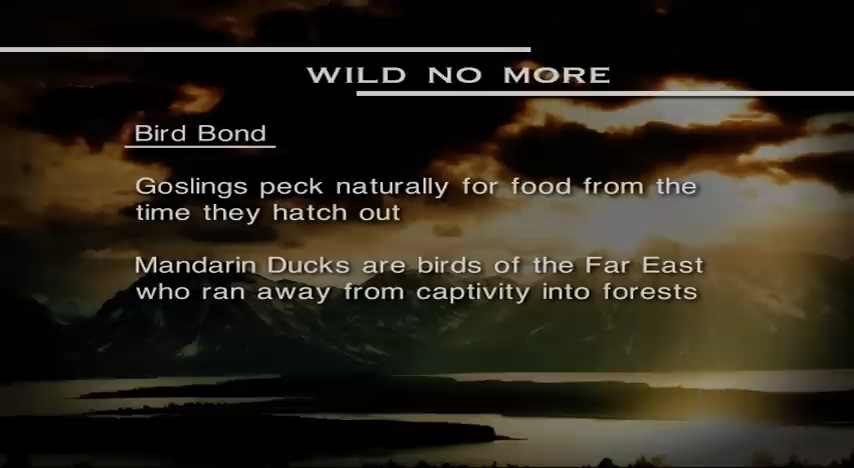 WILD NO MORE
Bird Bond
Goslings peck naturally for food from the
time they hatch out
Mandarin Ducks are birds of the Far East
who ran away from captivity into forests